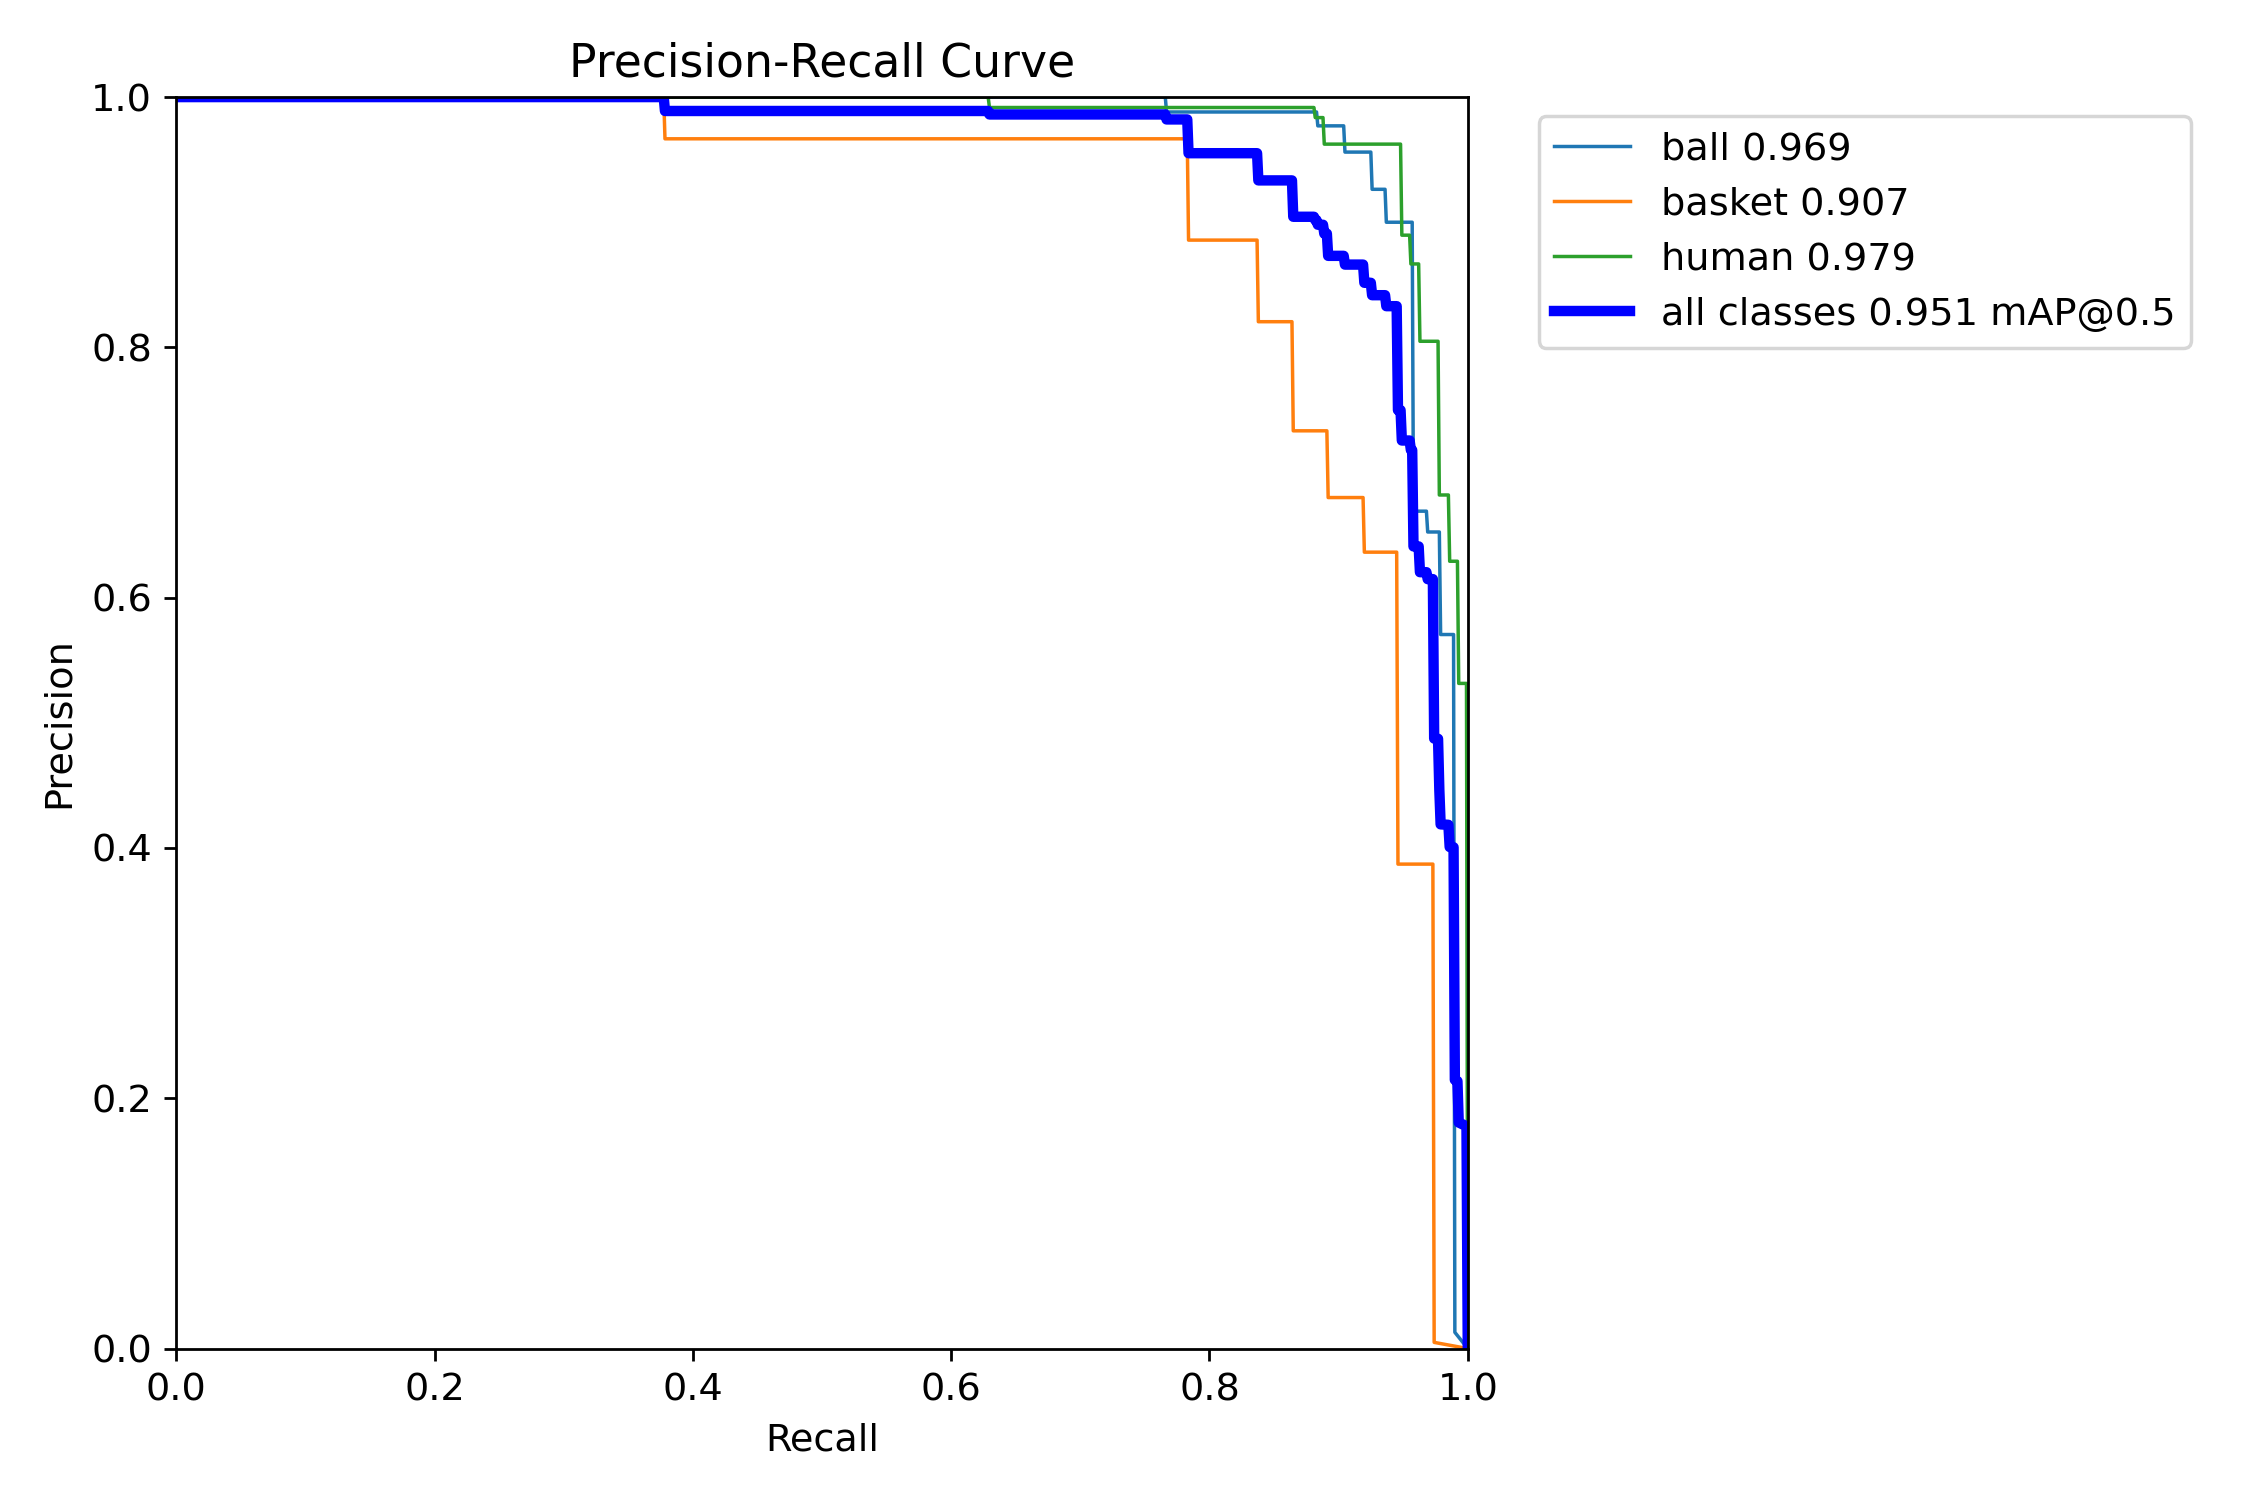 Precision-Recall Curve
1.0
0.8
0.6
0.4
0.2
0.0
Precision
0.0 0.2 0.4 0.6 0.8 1.0
Recall
ball 0.969
basket 0.907
human 0.979
all classes 0.951 mAP@0.5